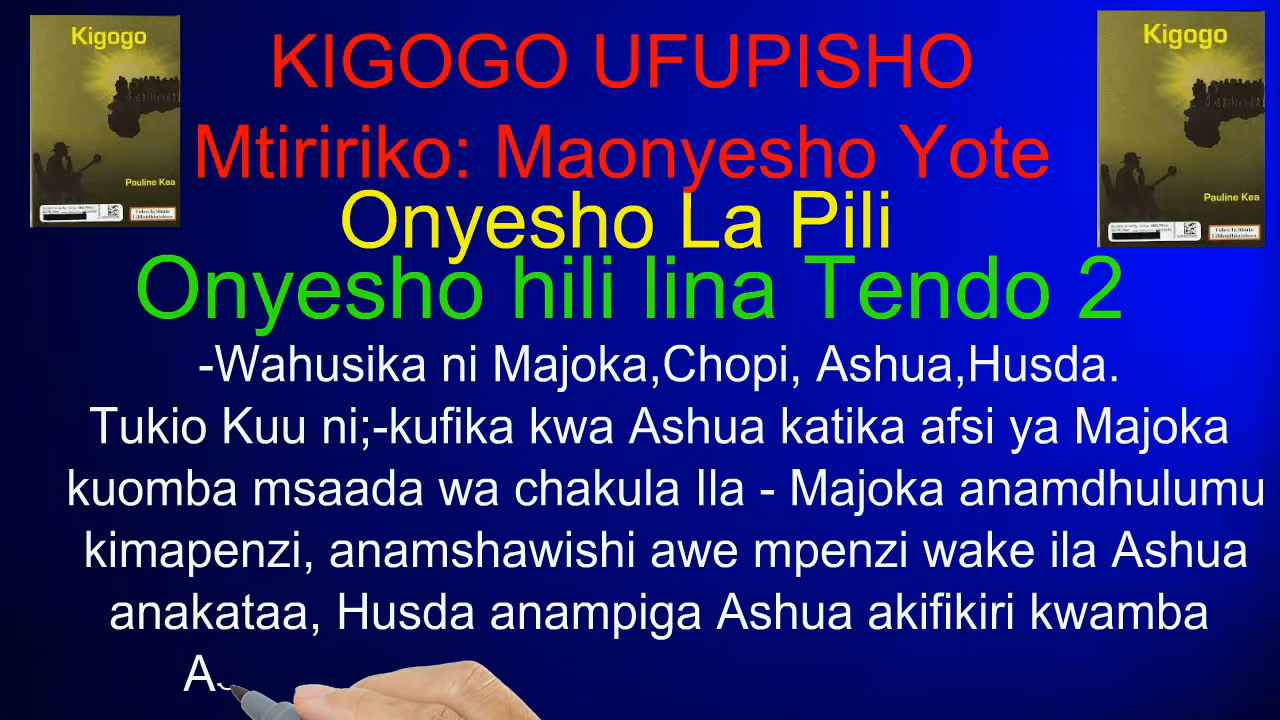 Kigogo
Pauline Kea
KIGOGO UFUPISHO
Mtiririko: Maonyesho Yote
Onyesho La Pili
Onyesho hili lina Tendo 2
-Wahusika ni Majoka,Chopi, Ashua,Husda.
Tukio Kuu ni;-kufika kwa Ashua katika afsi ya Majoka
kuomba msaada wa chakula Ila - Majoka anamdhulumu
kimapenzi, anamshawishi awe mpenzi wake ila Ashua
anakataa, Husda anampiga Ashua akifikiri kwamba
A
Kigogo
Pauline Kea